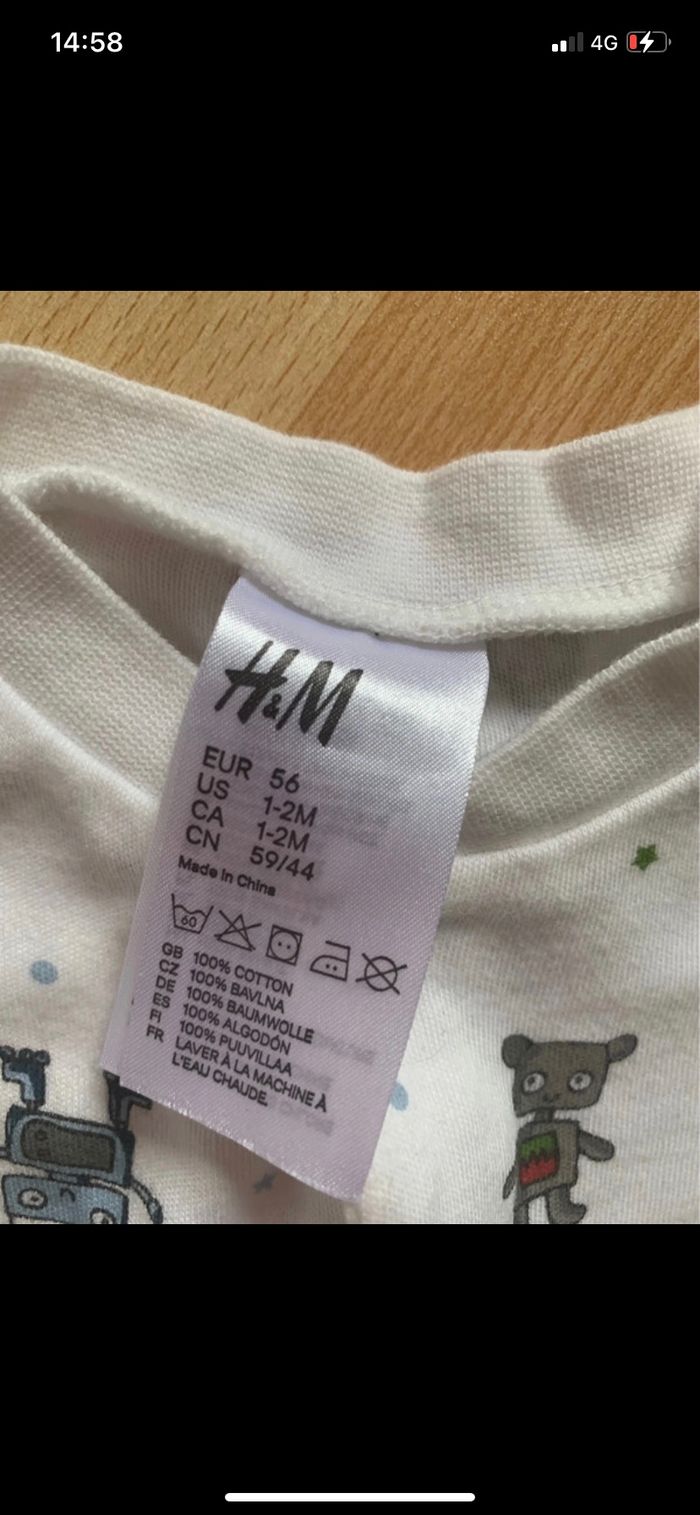 14:58
4G
H&M
EUR 56
US 1-2M
CA 1-2M
CN 59/44
Made in China
60
GB 100% COTTON
CZ 100% BAVLNA
DE 100% BAUMWOLLE
ES 100% ALGODÓN
FI 100% PUUVILLAA
FR LAVER À LA MACHINE À
L'EAU CHAUDE.